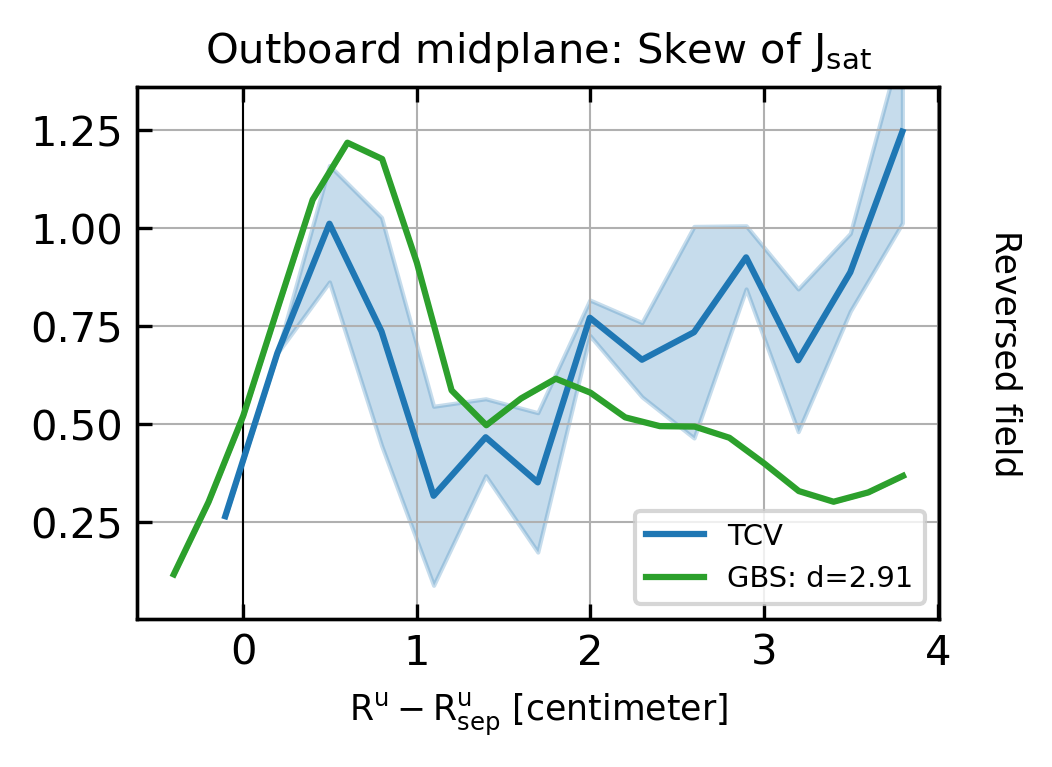 Outboard midplane: Skew of J_sat
1.25
1.00
0.75
0.50
0.25
0 1 2 3 4
R^u − R^u_sep [centimeter]
Reversed field
TCV
GBS: d=2.91